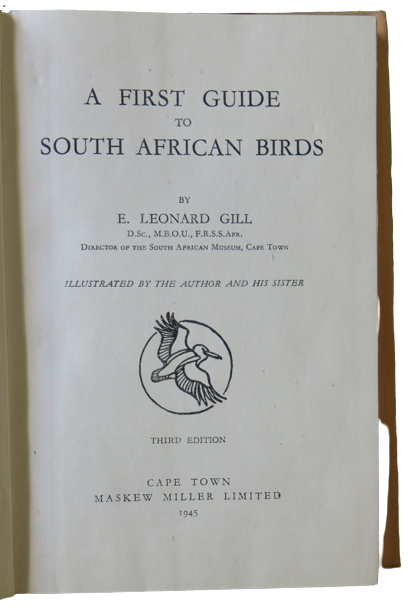 A FIRST GUIDE
TO
SOUTH AFRICAN BIRDS
BY
E. LEONARD GILL
D.Sc., M.B.O.U., F.R.S.S.Afr.
Director of the South African Museum, Cape Town
ILLUSTRATED BY THE AUTHOR AND HIS SISTER
THIRD EDITION
CAPE TOWN
MASKEW MILLER LIMITED
1945